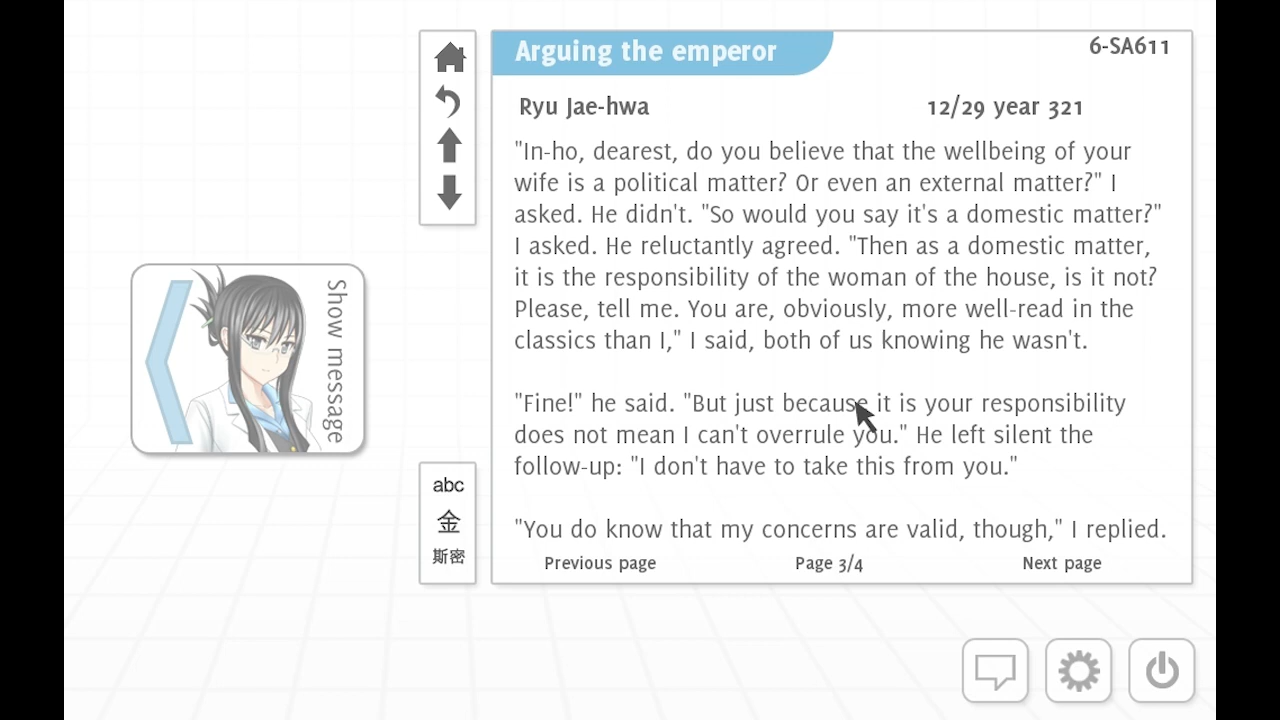 Arguing the emperor
6-SA611
Ryu Jae-hwa
12/29 year 321
"In-ho, dearest, do you believe that the wellbeing of your
wife is a political matter? Or even an external matter?" I
asked. He didn't. "So would you say it's a domestic matter?"
I asked. He reluctantly agreed. "Then as a domestic matter,
it is the responsibility of the woman of the house, is it not?
Please, tell me. You are, obviously, more well-read in the
classics than I," I said, both of us knowing he wasn't.
"Fine!" he said. "But just because it is your responsibility
does not mean I can't overrule you." He left silent the
follow-up: "I don't have to take this from you."
"You do know that my concerns are valid, though," I replied.
Previous page
Page 3/4
Next page
Show message
abc
金
斯密